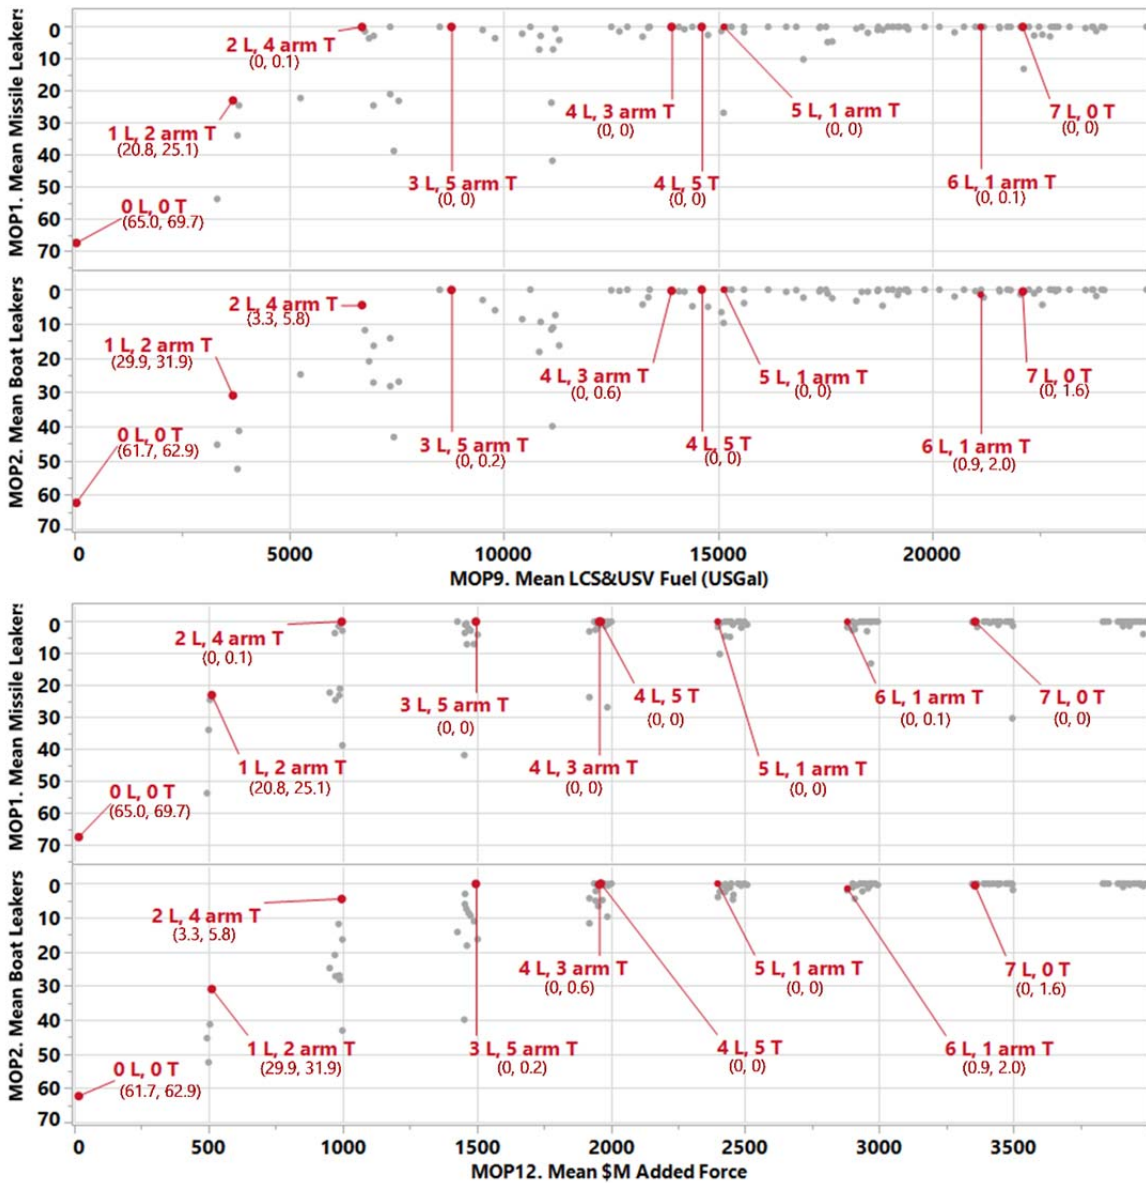 MOP1. Mean Missile Leakers
0
10
20
30
40
50
60
70
2 L, 4 arm T
(0, 0.1)
1 L, 2 arm T
(20.8, 25.1)
0 L, 0 T
(65.0, 69.7)
3 L, 5 arm T
(0, 0)
4 L, 3 arm T
(0, 0)
4 L, 5 T
(0, 0)
5 L, 1 arm T
(0, 0)
6 L, 1 arm T
(0, 0.1)
7 L, 0 T
(0, 0)
MOP2. Mean Boat Leakers
0
10
20
30
40
50
60
70
2 L, 4 arm T
(3.3, 5.8)
1 L, 2 arm T
(29.9, 31.9)
0 L, 0 T
(61.7, 62.9)
3 L, 5 arm T
(0, 0.2)
4 L, 3 arm T
(0, 0.6)
4 L, 5 T
(0, 0)
5 L, 1 arm T
(0, 0)
6 L, 1 arm T
(0.9, 2.0)
7 L, 0 T
(0, 1.6)
0 5000 10000 15000 20000
MOP9. Mean LCS&USV Fuel (USGal)
MOP1. Mean Missile Leakers
0
10
20
30
40
50
60
70
2 L, 4 arm T
(0, 0.1)
1 L, 2 arm T
(20.8, 25.1)
0 L, 0 T
(65.0, 69.7)
3 L, 5 arm T
(0, 0)
4 L, 3 arm T
(0, 0)
4 L, 5 T
(0, 0)
5 L, 1 arm T
(0, 0)
6 L, 1 arm T
(0, 0.1)
7 L, 0 T
(0, 0)
MOP2. Mean Boat Leakers
0
10
20
30
40
50
60
70
2 L, 4 arm T
(3.3, 5.8)
1 L, 2 arm T
(29.9, 31.9)
0 L, 0 T
(61.7, 62.9)
3 L, 5 arm T
(0, 0.2)
4 L, 3 arm T
(0, 0.6)
4 L, 5 T
(0, 0)
5 L, 1 arm T
(0, 0)
6 L, 1 arm T
(0.9, 2.0)
7 L, 0 T
(0, 1.6)
0 500 1000 1500 2000 2500 3000 3500
MOP12. Mean $M Added Force